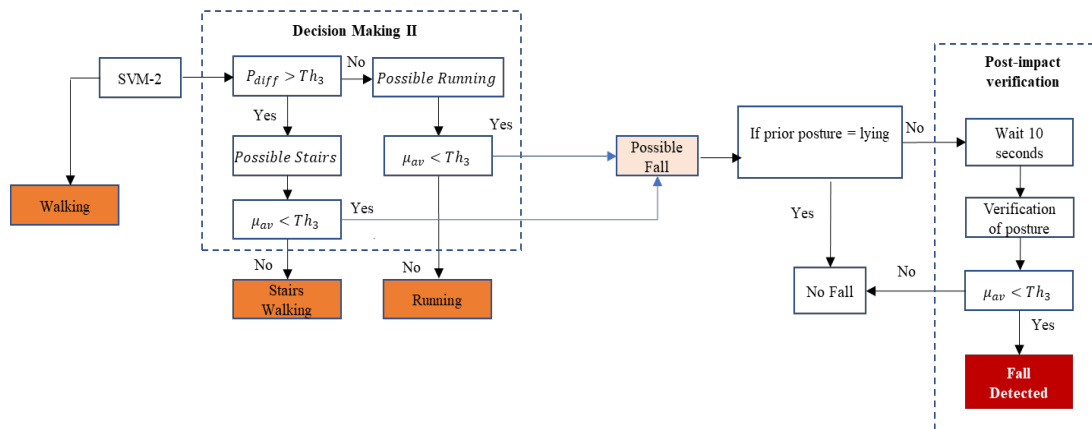 Decision Making II
SVM-2
P_diff > Th_3
No
Possible Running
Yes
Possible Stairs
μ_av < Th_3
Yes
μ_av < Th_3
Yes
Walking
No
No
Stairs
Walking
Running
Possible
Fall
If prior posture = lying
No
Yes
No Fall
Post-impact
verification
Wait 10
seconds
Verification
of posture
No
μ_av < Th_3
Yes
Fall
Detected